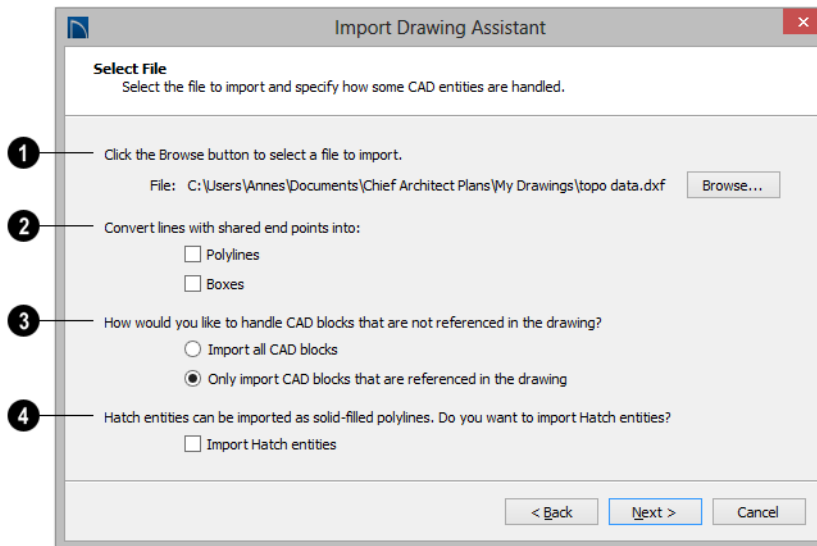 Import Drawing Assistant
Select File
Select the file to import and specify how some CAD entities are handled.
1 Click the Browse button to select a file to import.
File: C:\Users\Annes\Documents\Chief Architect Plans\My Drawings\topo data.dxf Browse...
2 Convert lines with shared end points into:
Polylines
Boxes
3 How would you like to handle CAD blocks that are not referenced in the drawing?
Import all CAD blocks
Only import CAD blocks that are referenced in the drawing
4 Hatch entities can be imported as solid-filled polylines. Do you want to import Hatch entities?
Import Hatch entities
< Back Next > Cancel